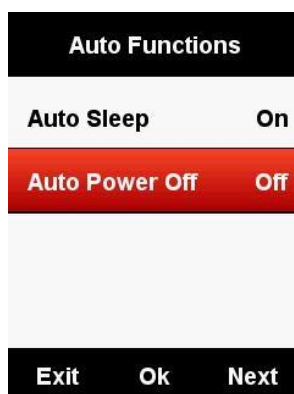 Auto Functions
Auto Sleep On
Auto Power Off Off
Exit Ok Next